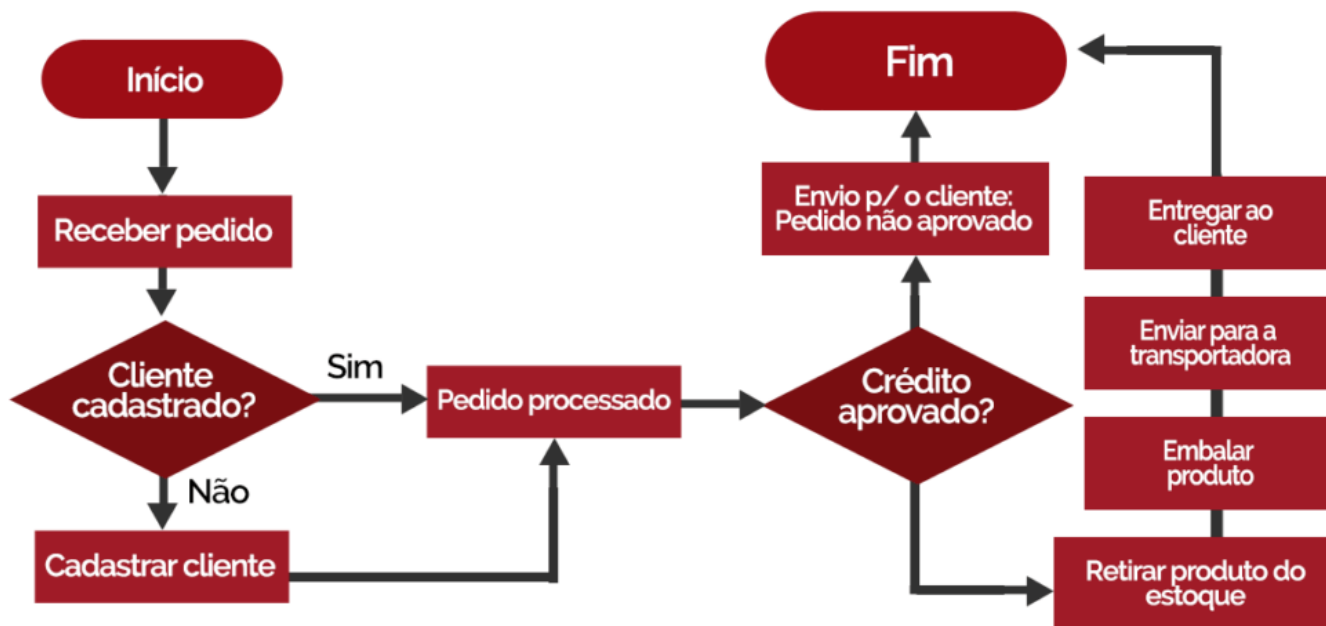 Início
Receber pedido
Cliente
cadastrado?
Sim
Não
Cadastrar cliente
Pedido processado
Crédito
aprovado?
Envio p/ o cliente:
Pedido não aprovado
Fim
Retirar produto do
estoque
Embalar
produto
Enviar para a
transportadora
Entregar ao
cliente